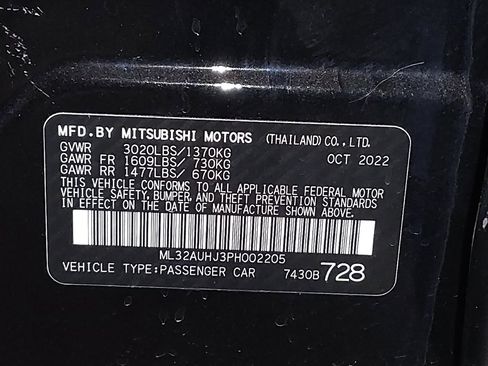 MFD.BY MITSUBISHI MOTORS (THAILAND)CO.,LTD.
GVWR 3020LBS/1370KG OCT 2022
GAWR FR 1609LBS/ 730KG
GAWR RR 1477LBS/ 670KG
THIS VEHICLE CONFORMS TO ALL APPLICABLE FEDERAL MOTOR
VEHICLE SAFETY, BUMPER, AND THEFT PREVENTION STANDARDS
IN EFFECT ON THE DATE OF MANUFACTURE SHOWN ABOVE.
ML32AUHJ3PH002205
VEHICLE TYPE:PASSENGER CAR 7430B 728